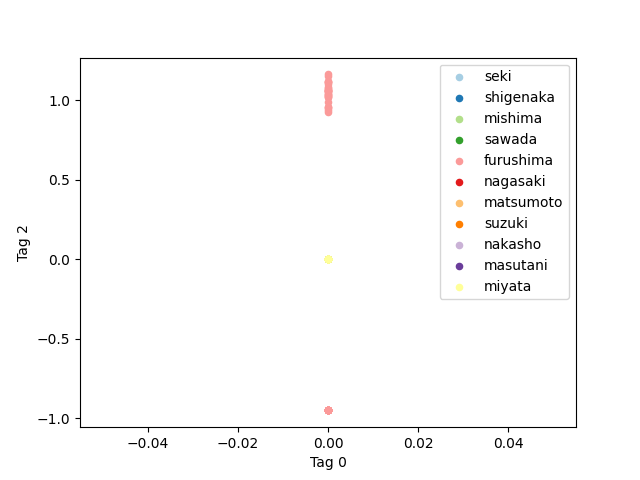 1.0
0.5
0.0
−0.5
−1.0
Tag 2
−0.04
−0.02
0.00
0.02
0.04
Tag 0
seki
shigenaka
mishima
sawada
furushima
nagasaki
matsumoto
suzuki
nakasho
masutani
miyata